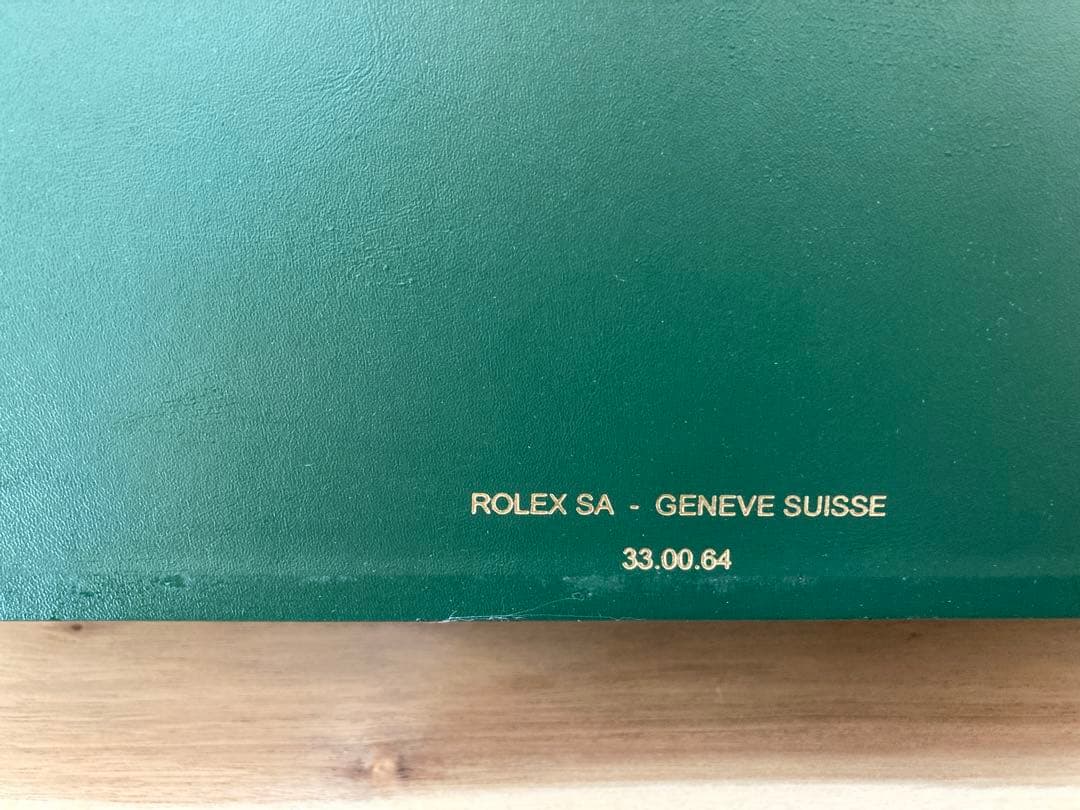 ROLEX SA - GENEVE SUISSE
33.00.64